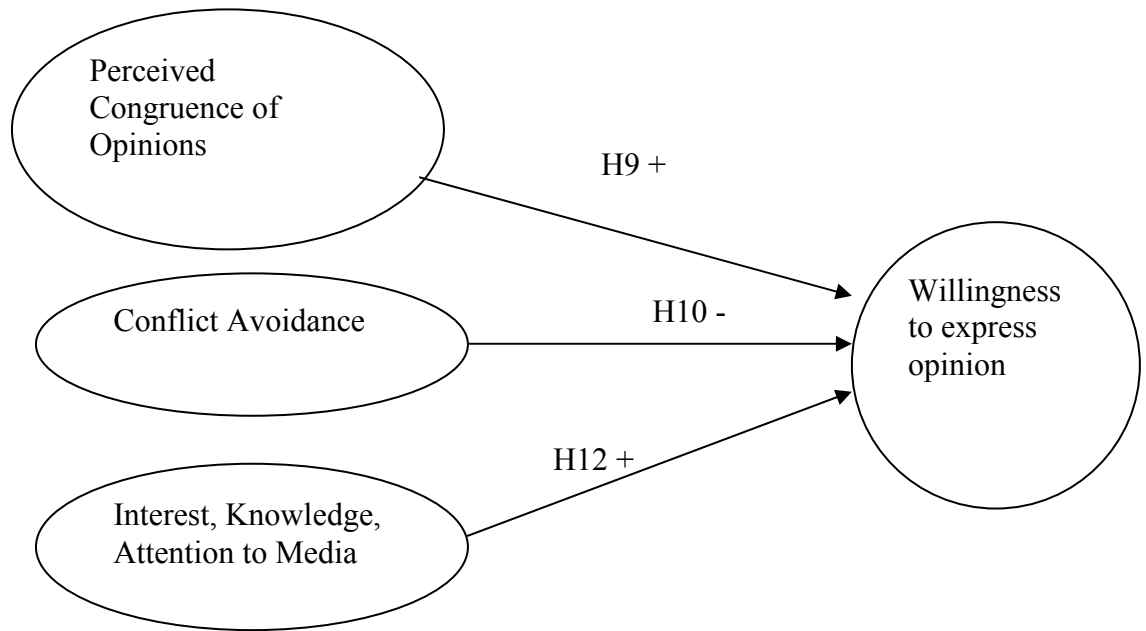 Perceived
Congruence of
Opinions
H9 +
Conflict Avoidance
H10 -
Willingness
to express
opinion
H12 +
Interest, Knowledge,
Attention to Media